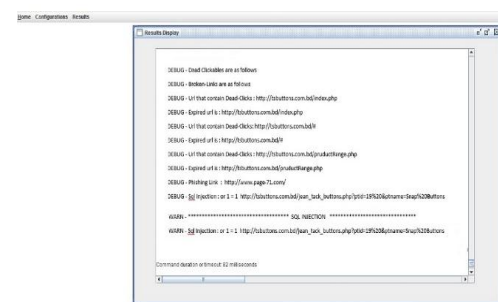 Home Configurations Results
Results Display
DEBUG - Dead Clickables are as follows
DEBUG - Broken-Links are as follows
DEBUG - Url that contain Dead-Clicks : http://tsbuttons.com.bd/index.php
DEBUG - Expired url is : http://tsbuttons.com.bd/index.php
DEBUG - Url that contain Dead-Clicks: http://tsbuttons.com.bd/#
DEBUG - Expired url is : http://tsbuttons.com.bd/#
DEBUG - Url that contain Dead-Clicks : http://tsbuttons.com.bd/pruductRange.php
DEBUG - Expired url is : http://tsbuttons.com.bd/pruductRange.php
DEBUG - Phishing Link : http://www.page-71.com/
DEBUG - Sql Injection : or 1 = 1 http://tsbuttons.com.bd/jean_tack_buttons.php?ptid=19%20&ptname=Snap%20Buttons
WARN - ************************************* SQL INJECTION *********************************
WARN - Sql Injection : or 1 = 1 http://tsbuttons.com.bd/jean_tack_buttons.php?ptid=19%20&ptname=Snap%20Buttons
Command duration or timeout: 82 milliseconds